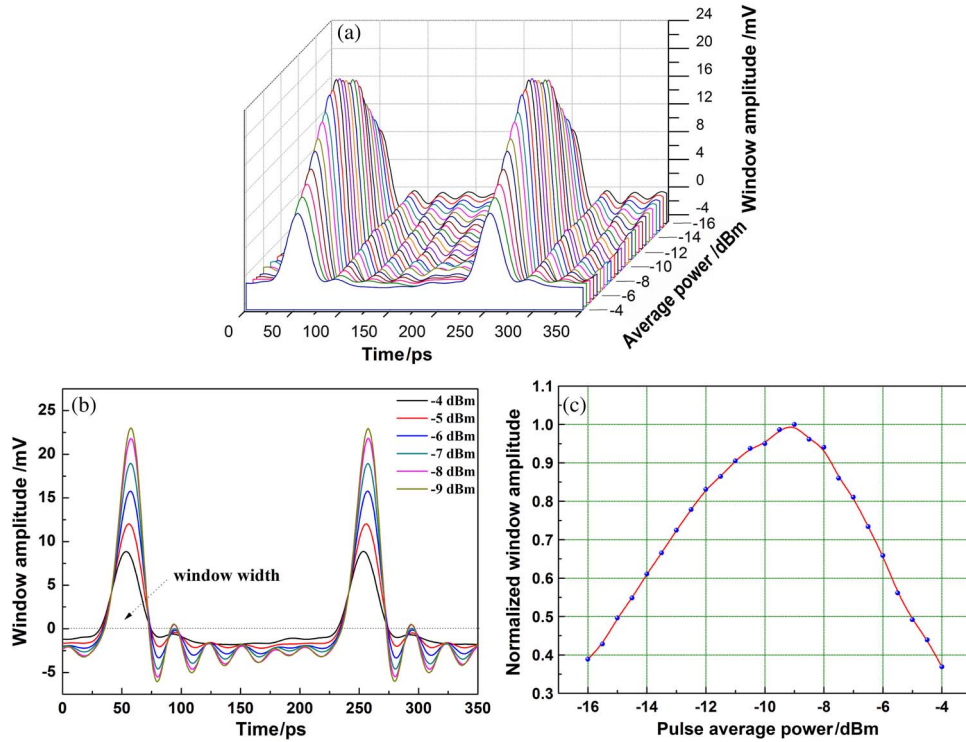 (a)
24
20
16
12
8
4
0
-4
Window amplitude /mV
-16
-14
-12
-10
-8
-6
-4
Average power /dBm
0 50 100 150 200 250 300 350
Time/ps
(b)
25
20
15
10
5
0
-5
Window amplitude /mV
-4 dBm
-5 dBm
-6 dBm
-7 dBm
-8 dBm
-9 dBm
window width
0 50 100 150 200 250 300 350
Time/ps
(c)
1.1
1.0
0.9
0.8
0.7
0.6
0.5
0.4
0.3
Normalized window amplitude
-16 -14 -12 -10 -8 -6 -4
Pulse average power/dBm